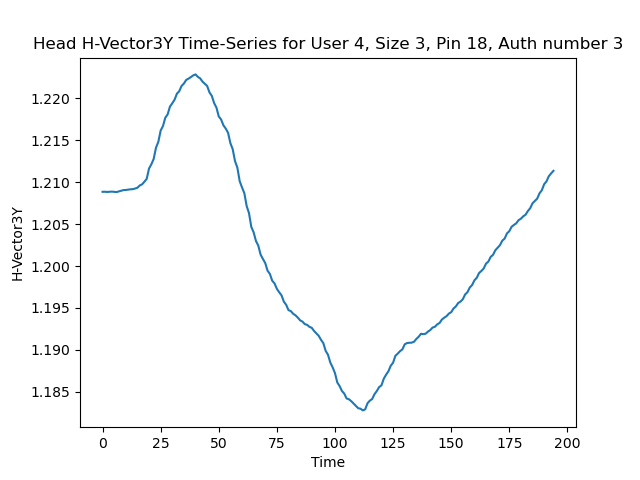 Head H-Vector3Y Time-Series for User 4, Size 3, Pin 18, Auth number 3
1.220
1.215
1.210
1.205
1.200
1.195
1.190
1.185
H-Vector3Y
0 25 50 75 100 125 150 175 200
Time